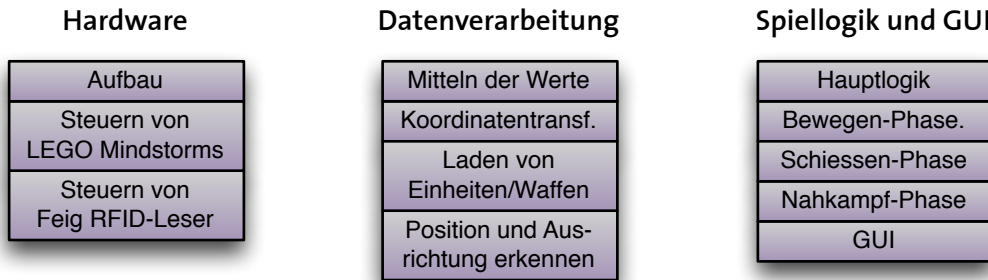 Hardware
Aufbau
Steuern von
LEGO Mindstorms
Steuern von
Feig RFID-Leser
Datenverarbeitung
Mitteln der Werte
Koordinatentransf.
Laden von
Einheiten/Waffen
Position und Aus-
richtung erkennen
Spiellogik und GUI
Hauptlogik
Bewegen-Phase.
Schiessen-Phase
Nahkampf-Phase
GUI